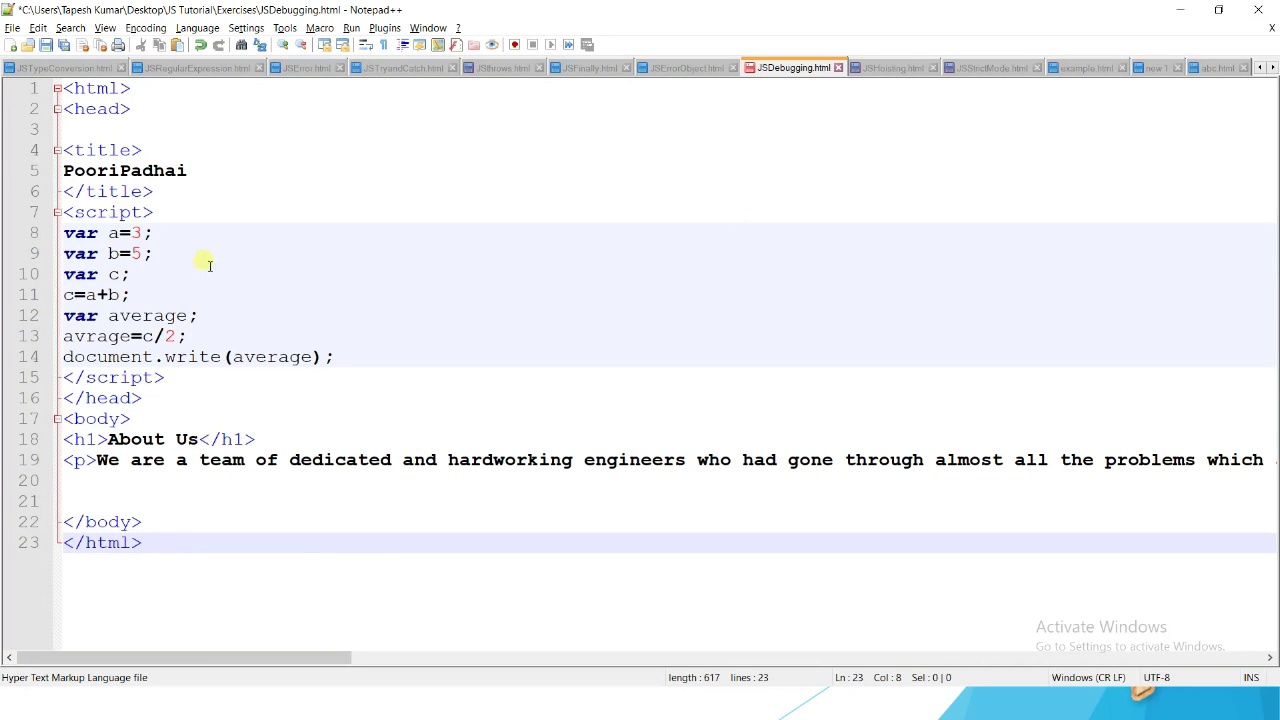 *C:\Users\Tapesh Kumar\Desktop\JS Tutorial\Exercises\JSDebugging.html - Notepad++
File Edit Search View Encoding Language Settings Tools Macro Run Plugins Window ?
JSTypeConversion.html JSRegularExpression.html JSError.html JSTryandCatch.html JSthrows.html JSFinally.html JSErrorObject.html JSDebugging.html JSHoisting.html JSStrictMode.html example.html new 1 abc.html
1 <html>
2 <head>
3
4 <title>
5 PooriPadhai
6 </title>
7 <script>
8 var a=3;
9 var b=5;
10 var c;
11 c=a+b;
12 var average;
13 avrage=c/2;
14 document.write(average);
15 </script>
16 </head>
17 <body>
18 <h1>About Us</h1>
19 <p>We are a team of dedicated and hardworking engineers who had gone through almost all the problems which
20
21
22 </body>
23 </html>
Activate Windows
Go to Settings to activate Windows.
Hyper Text Markup Language file length : 617 lines : 23 Ln : 23 Col : 8 Sel : 0 | 0 Windows (CR LF) UTF-8 INS